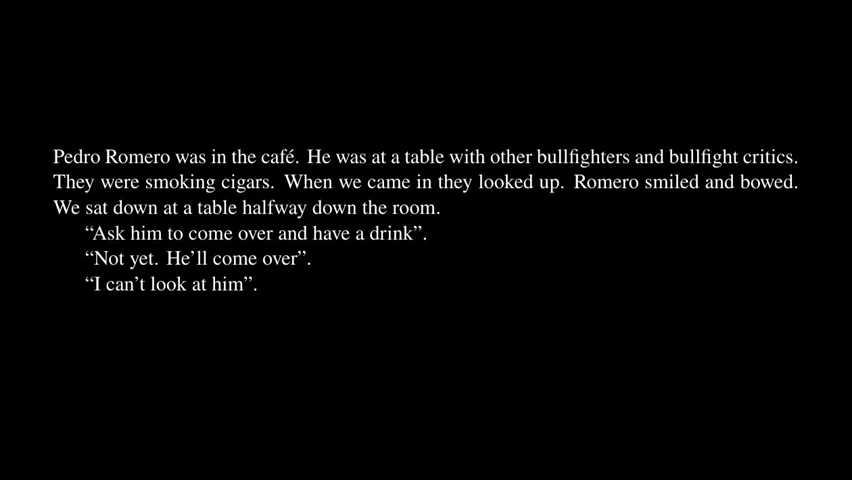 Pedro Romero was in the café. He was at a table with other bullfighters and bullfight critics.
They were smoking cigars. When we came in they looked up. Romero smiled and bowed.
We sat down at a table halfway down the room.
“Ask him to come over and have a drink”.
“Not yet. He’ll come over”.
“I can’t look at him”.